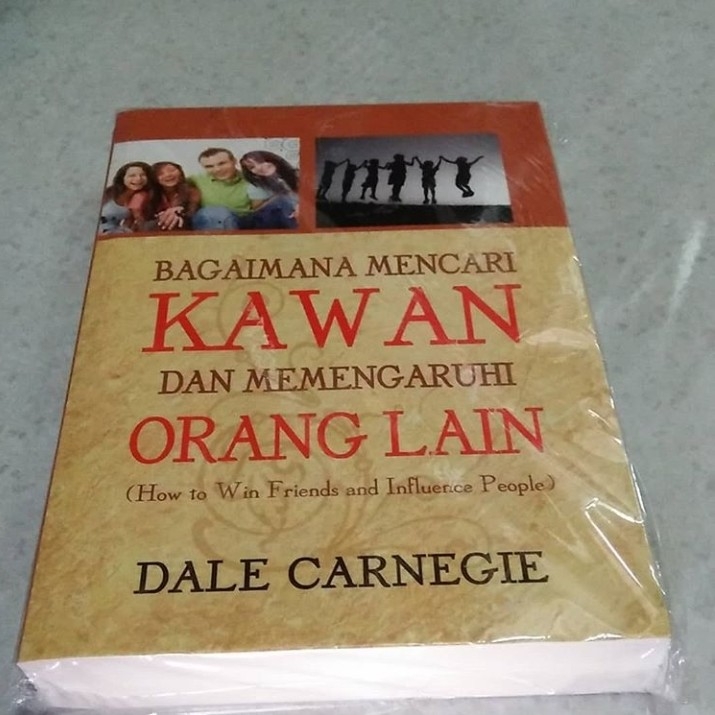 BAGAIMANA MENCARI
KAWAN
DAN MEMENGARUHI
ORANG LAIN
(How to Win Friends and Influence People)
DALE CARNEGIE